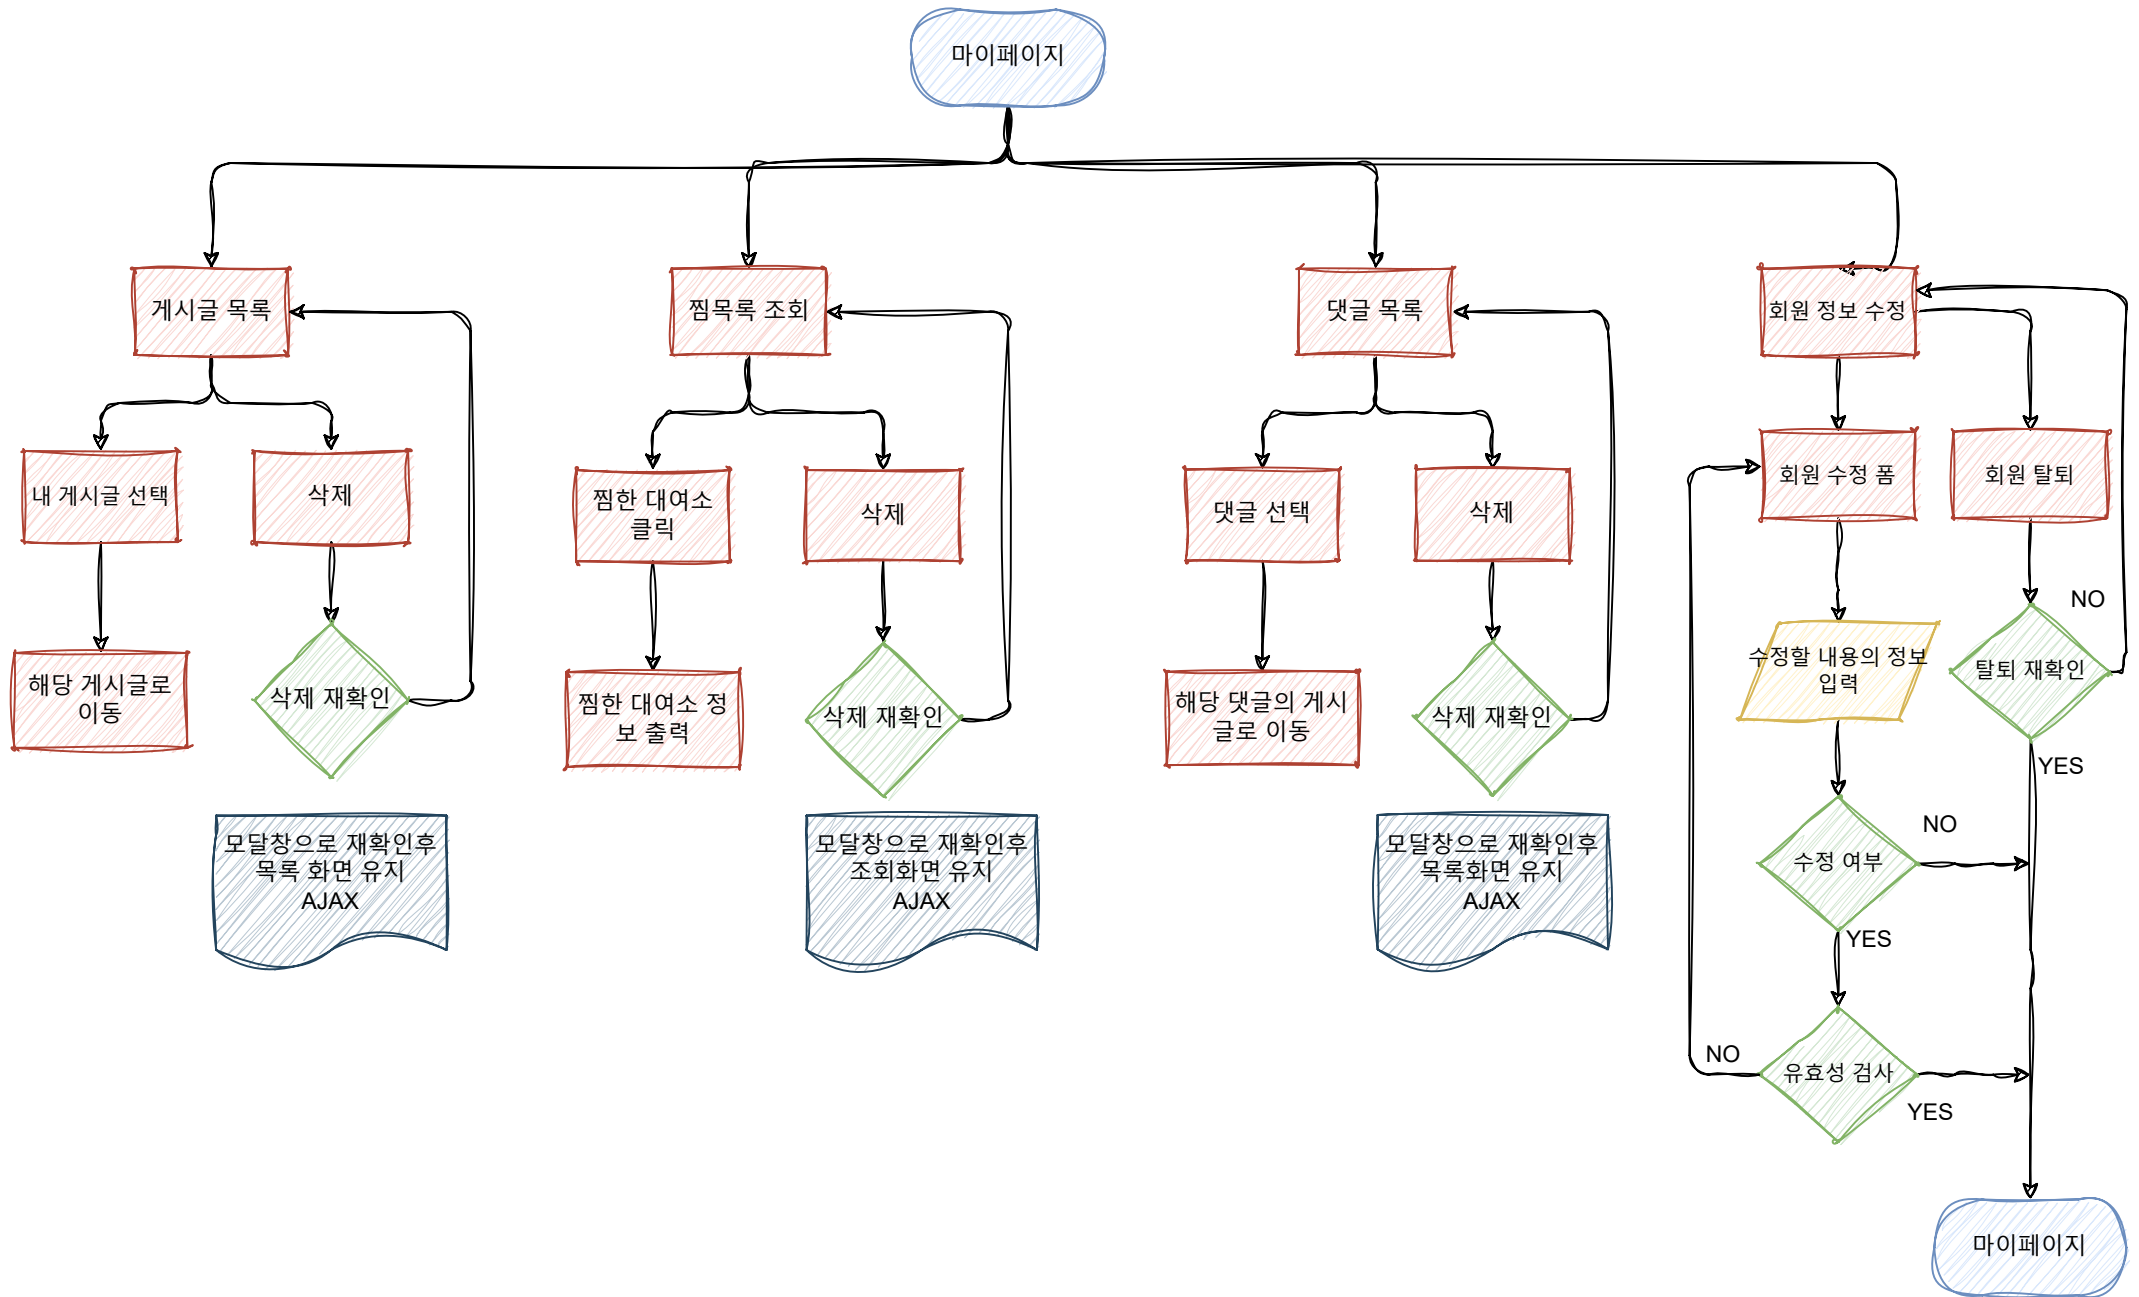 마이페이지
게시글 목록
찜목록 조회
댓글 목록
회원 정보 수정
내 게시글 선택
삭제
찜한 대여소
클릭
삭제
댓글 선택
삭제
회원 수정 폼
회원 탈퇴
NO
해당 게시글로
이동
삭제 재확인
찜한 대여소 정
보 출력
삭제 재확인
해당 댓글의 게시
글로 이동
삭제 재확인
수정할 내용의 정보
입력
탈퇴 재확인
YES
모달창으로 재확인후
목록 화면 유지
AJAX
모달창으로 재확인후
조회화면 유지
AJAX
모달창으로 재확인후
목록화면 유지
AJAX
수정 여부
NO
YES
NO
유효성 검사
YES
마이페이지